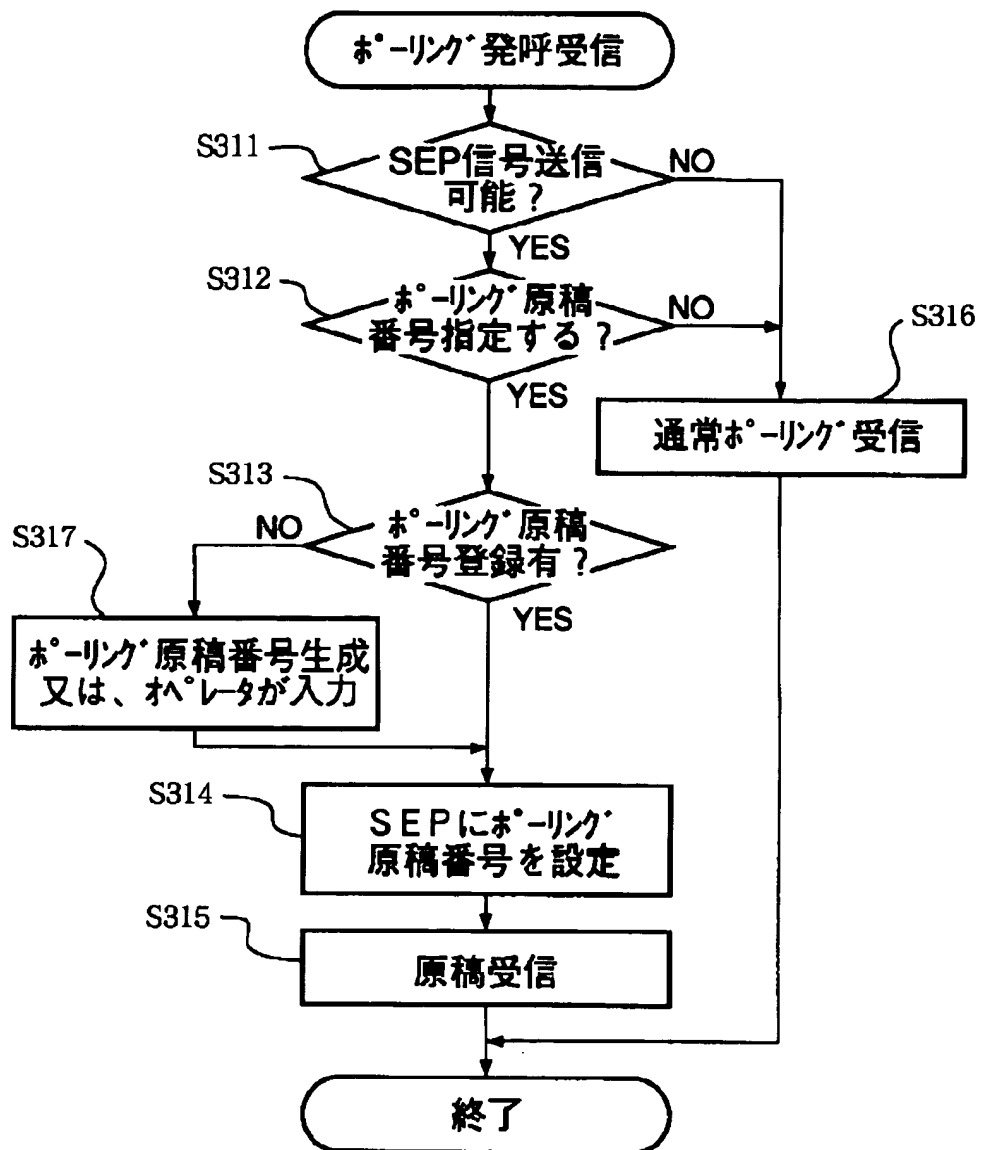 ﾎﾟｰﾘﾝｸﾞ発呼受信
S311
SEP信号送信
可能？
NO
YES
S312
ﾎﾟｰﾘﾝｸﾞ原稿
番号指定する？
NO
YES
S316
通常ﾎﾟｰﾘﾝｸﾞ受信
S313
ﾎﾟｰﾘﾝｸﾞ原稿
番号登録有？
NO
YES
S317
ﾎﾟｰﾘﾝｸﾞ原稿番号生成
又は、ｵﾍﾟﾚｰﾀが入力
S314
ＳＥＰにﾎﾟｰﾘﾝｸﾞ
原稿番号を設定
S315
原稿受信
終了